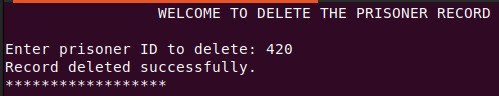 WELCOME TO DELETE THE PRISONER RECORD
Enter prisoner ID to delete: 420
Record deleted successfully.
******************